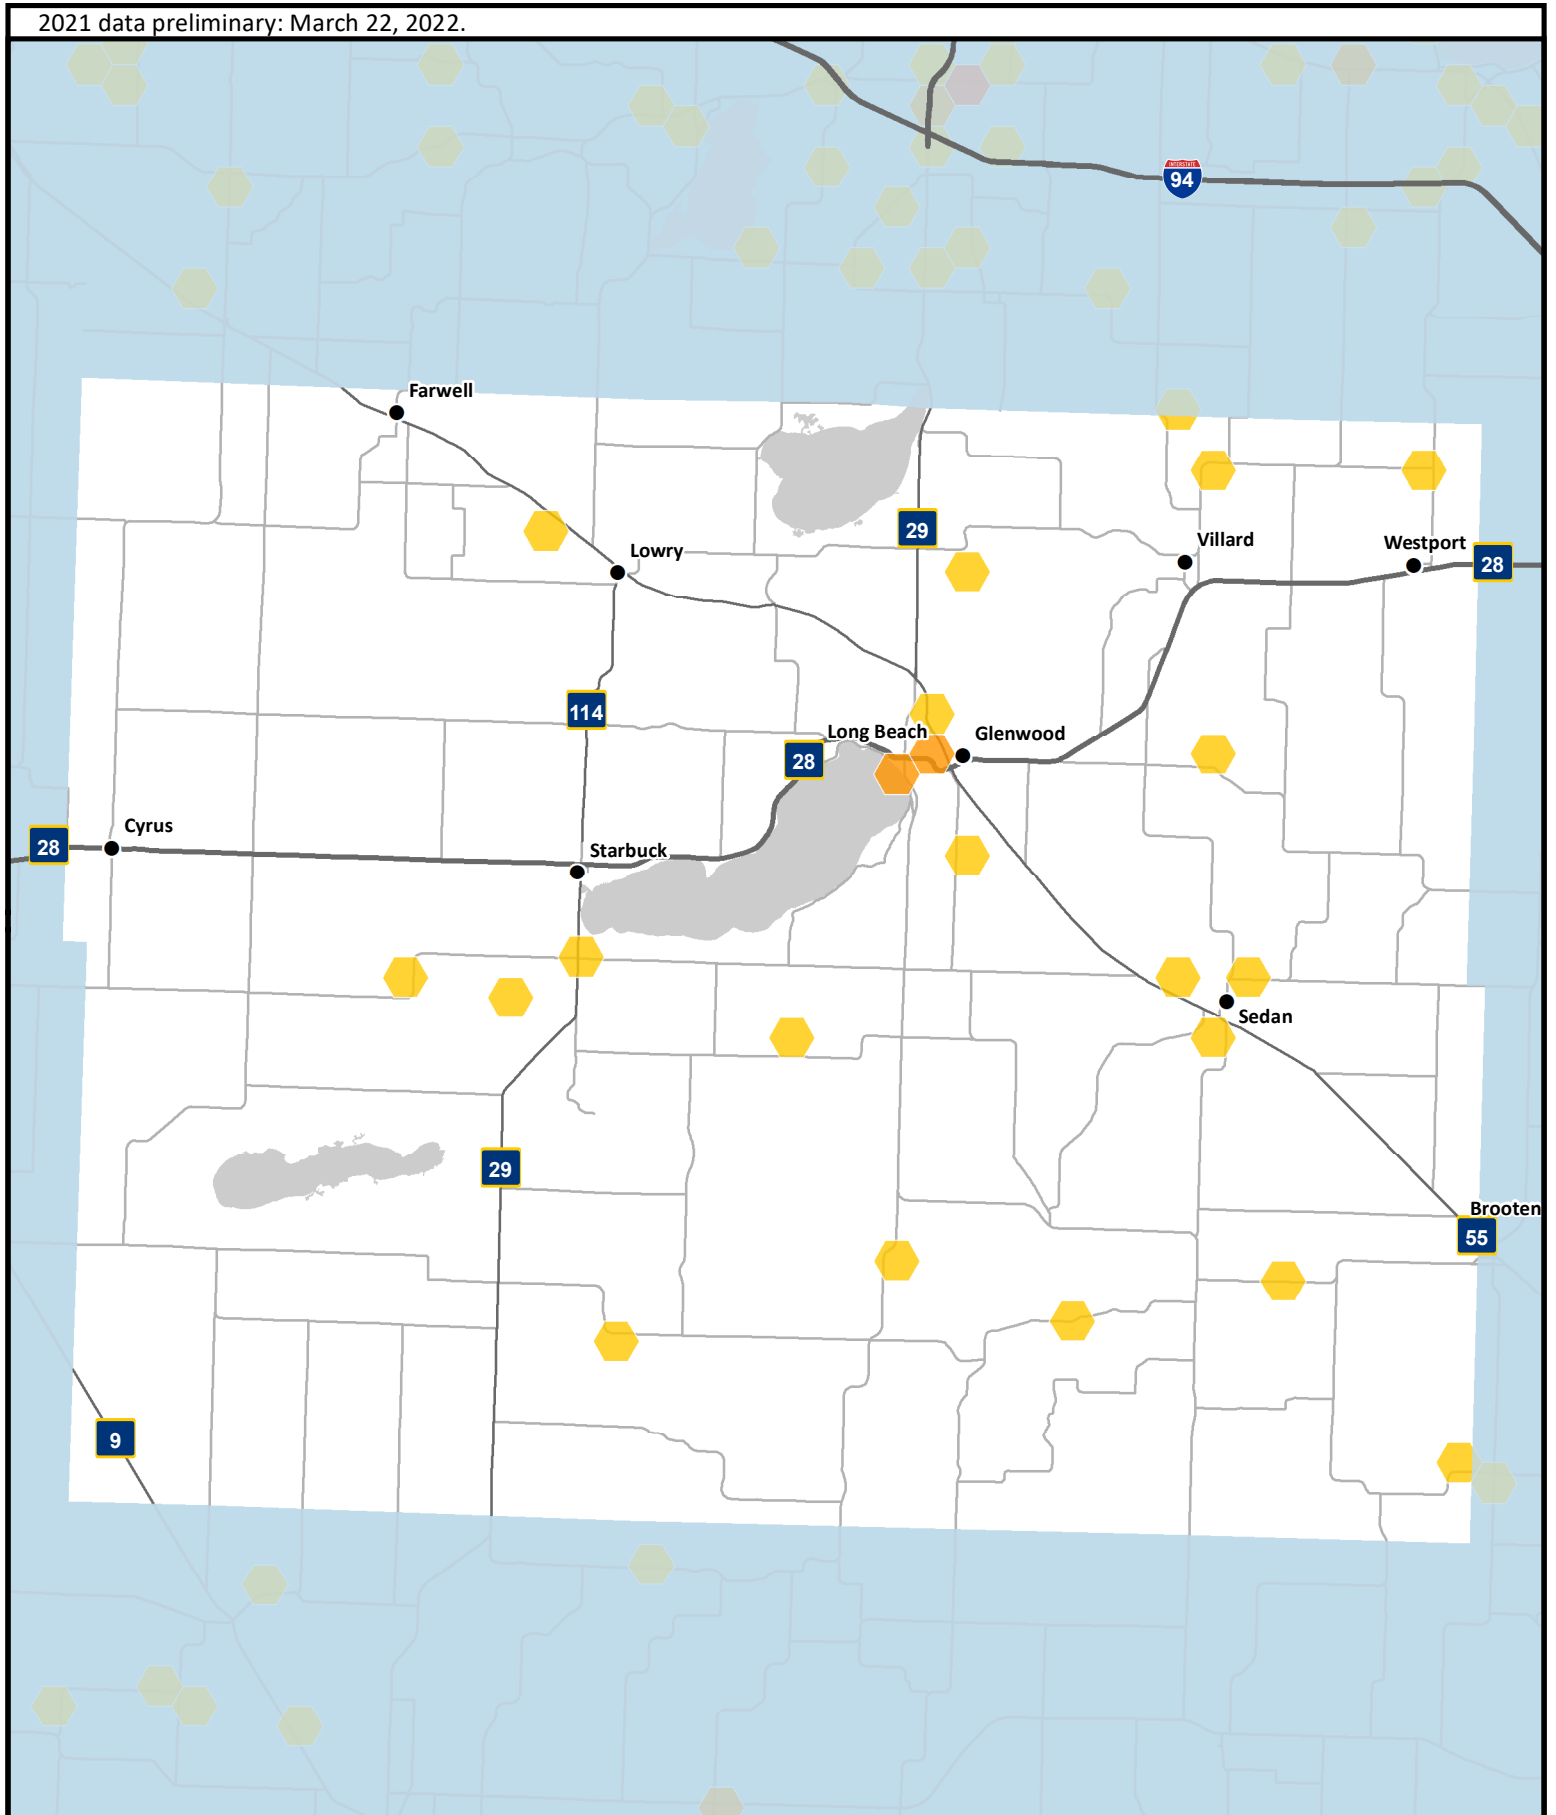 2021 data preliminary: March 22, 2022.
INTERSTATE
94
Farwell
29
Villard
Westport
28
Lowry
114
Long Beach
Glenwood
28
Cyrus
28
Starbuck
Sedan
29
Brooten
55
9